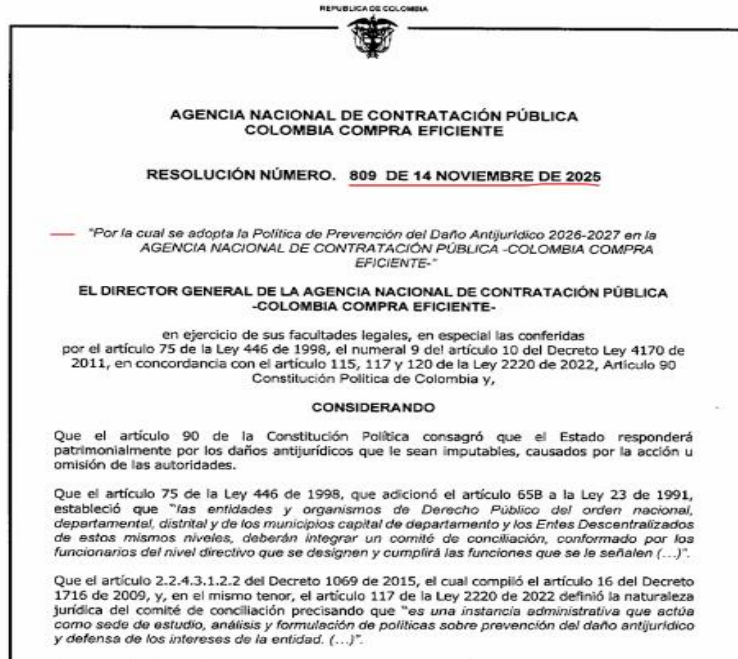 REPUBLICA DE COLOMBIA
AGENCIA NACIONAL DE CONTRATACIÓN PÚBLICA
COLOMBIA COMPRA EFICIENTE
RESOLUCIÓN NÚMERO. 809 DE 14 NOVIEMBRE DE 2025
"Por la cual se adopta la Política de Prevención del Daño Antijurídico 2026-2027 en la
AGENCIA NACIONAL DE CONTRATACIÓN PÚBLICA -COLOMBIA COMPRA
EFICIENTE-"
EL DIRECTOR GENERAL DE LA AGENCIA NACIONAL DE CONTRATACIÓN PÚBLICA
-COLOMBIA COMPRA EFICIENTE-
en ejercicio de sus facultades legales, en especial las conferidas
por el artículo 75 de la Ley 446 de 1998, el numeral 9 del artículo 10 del Decreto Ley 4170 de
2011, en concordancia con el artículo 115, 117 y 120 de la Ley 2220 de 2022, Artículo 90
Constitución Política de Colombia y,
CONSIDERANDO
Que el artículo 90 de la Constitución Política consagró que el Estado responderá
patrimonialmente por los daños antijurídicos que le sean imputables, causados por la acción u
omisión de las autoridades.
Que el artículo 75 de la Ley 446 de 1998, que adicionó el artículo 65B a la Ley 23 de 1991,
estableció que "las entidades y organismos de Derecho Público del orden nacional,
departamental, distrital y de los municipios capital de departamento y los Entes Descentralizados
de estos mismos niveles, deberán integrar un comité de conciliación, conformado por los
funcionarios del nivel directivo que se designen y cumplirá las funciones que se le señalen (...)".
Que el artículo 2.2.4.3.1.2.2 del Decreto 1069 de 2015, el cual compiló el artículo 16 del Decreto
1716 de 2009, y, en el mismo tenor, el artículo 117 de la Ley 2220 de 2022 definió la naturaleza
jurídica del comité de conciliación precisando que "es una instancia administrativa que actúa
como sede de estudio, análisis y formulación de políticas sobre prevención del daño antijurídico
y defensa de los intereses de la entidad. (...)".